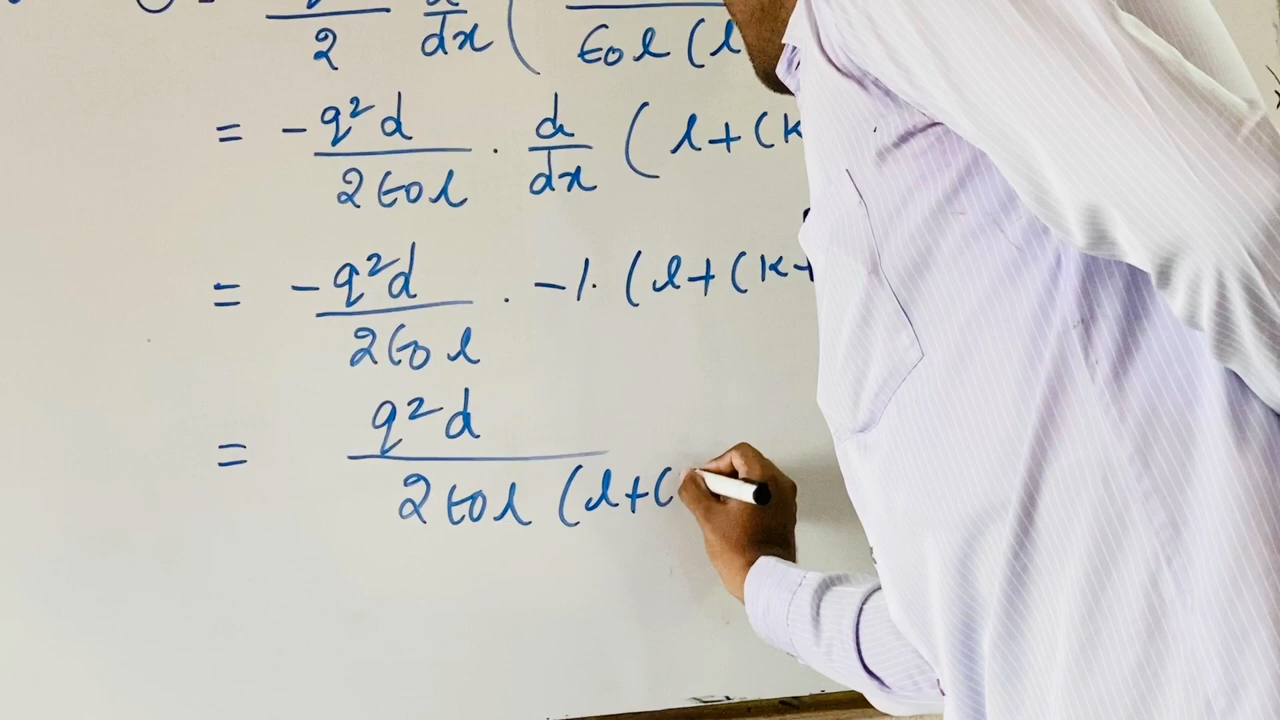 2 d/dx ( ϵ₀l(l
= -q²d/2ϵ₀l . d/dx (l+(k
= -q²d/2ϵ₀l . -1. (l+(k+
= q²d/2ϵ₀l (l+(